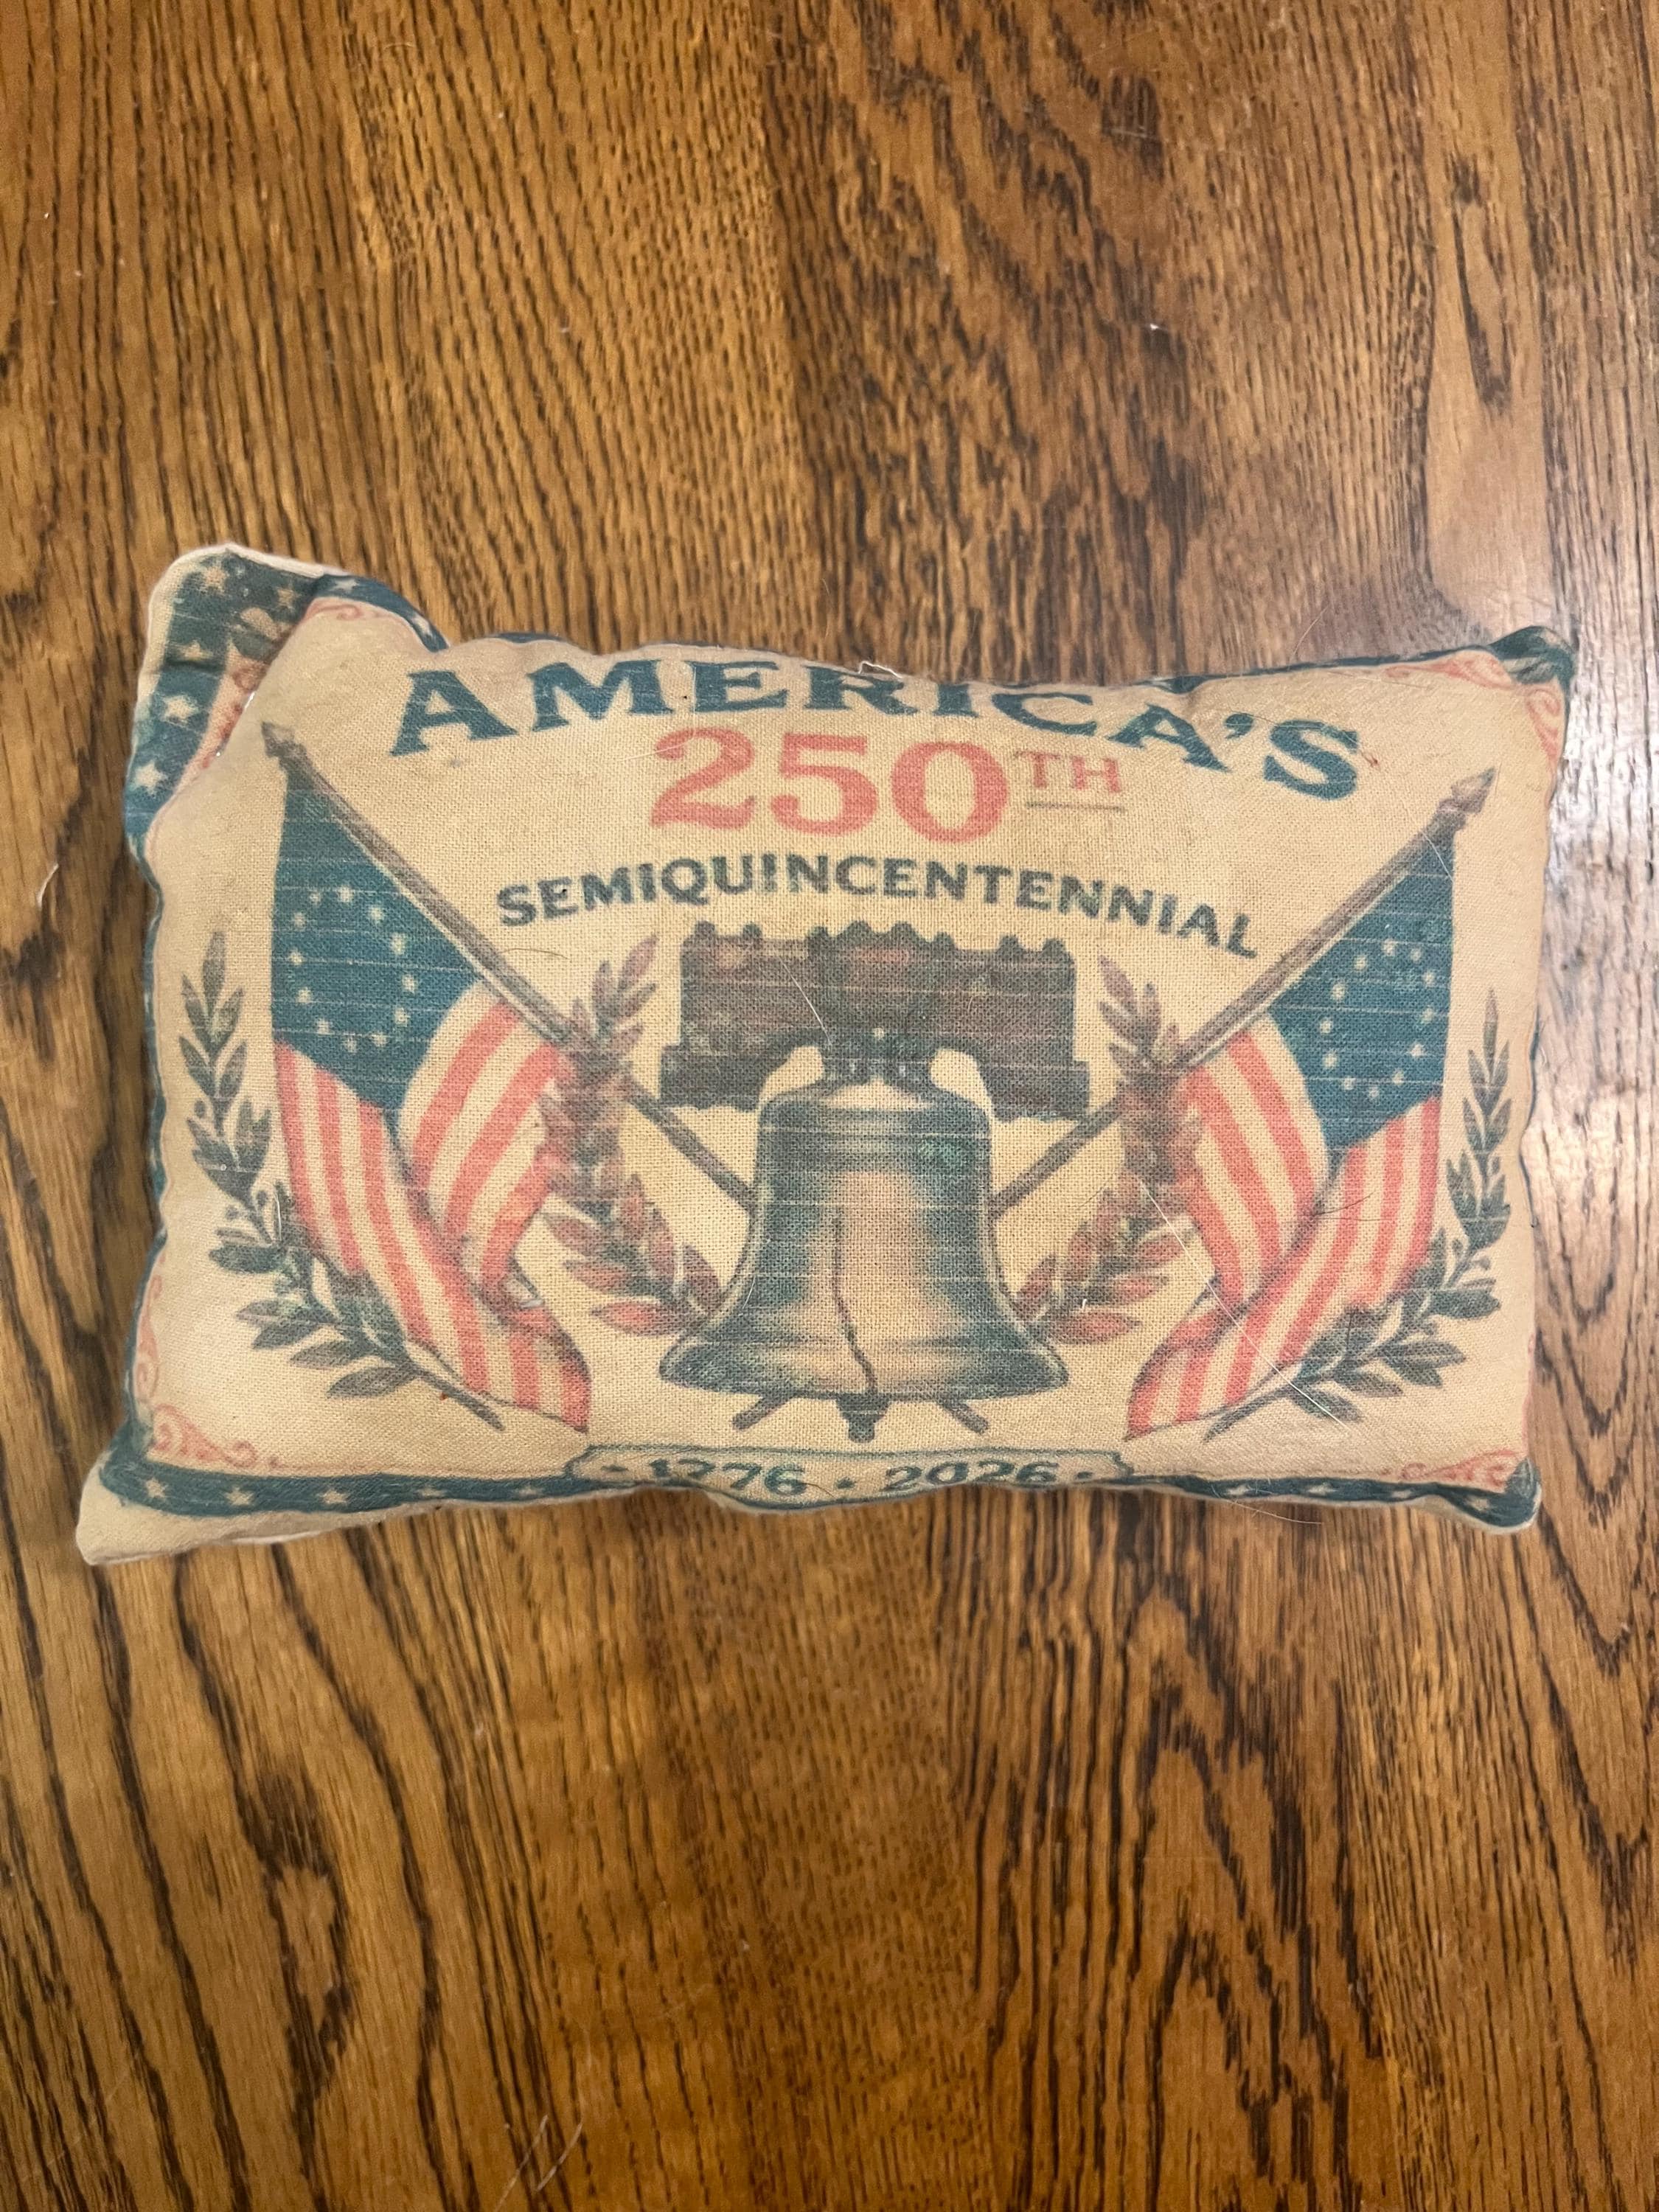 AMERICA'S
250TH
SEMIQUINCENTENNIAL
· 1776 · 2026 ·